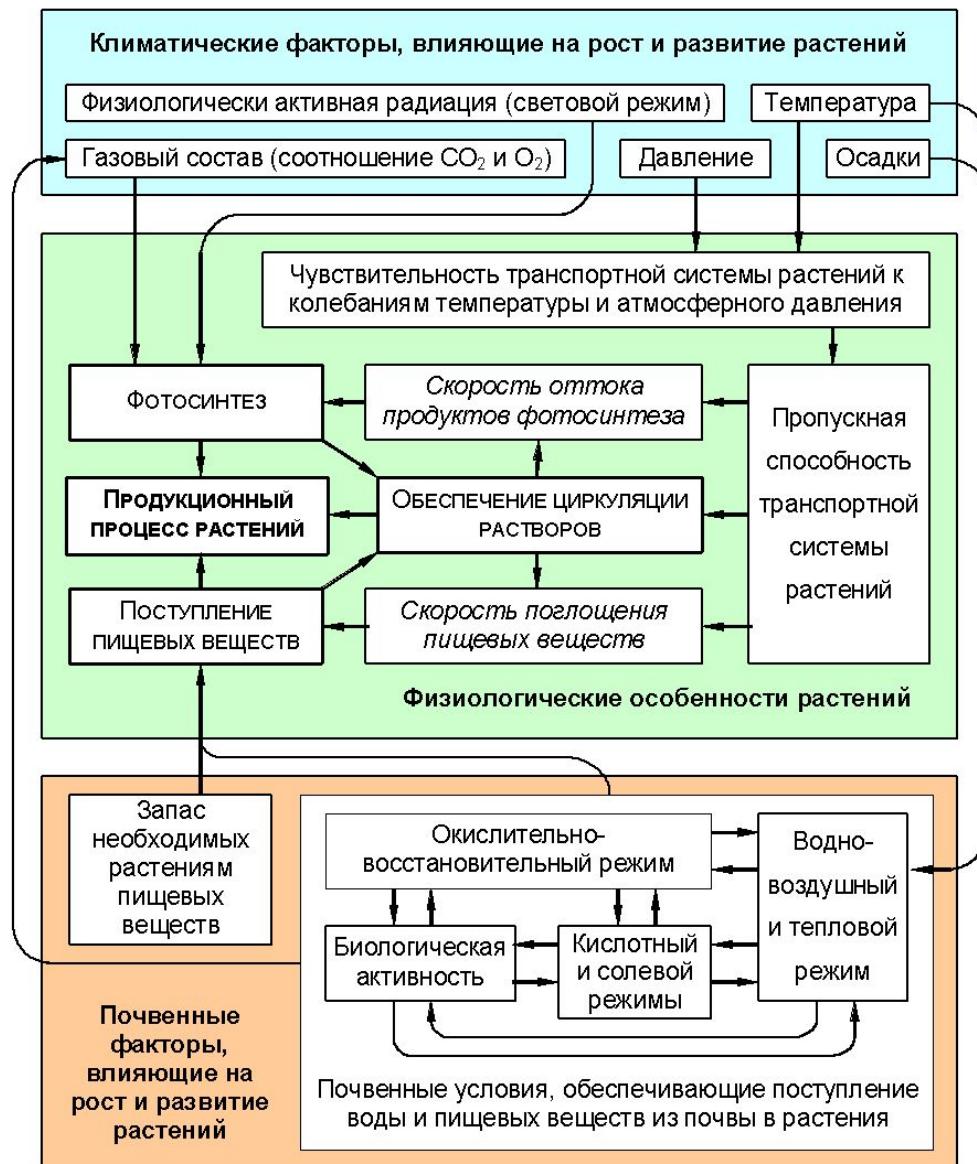 Климатические факторы, влияющие на рост и развитие растений
Физиологически активная радиация (световой режим)
Температура
Газовый состав (соотношение CO₂ и O₂)
Давление
Осадки
Чувствительность транспортной системы растений к
колебаниям температуры и атмосферного давления
ФОТОСИНТЕЗ
Скорость оттока
продуктов фотосинтеза
Пропускная
способность
транспортной
системы
растений
ПРОДУКЦИОННЫЙ
ПРОЦЕСС РАСТЕНИЙ
ОБЕСПЕЧЕНИЕ ЦИРКУЛЯЦИИ
РАСТВОРОВ
ПОСТУПЛЕНИЕ
ПИЩЕВЫХ ВЕЩЕСТВ
Скорость поглощения
пищевых веществ
Физиологические особенности растений
Запас
необходимых
растениям
пищевых
веществ
Окислительно-
восстановительный режим
Водно-
воздушный
и тепловой
режим
Биологическая
активность
Кислотный
и солевой
режимы
Почвенные
факторы,
влияющие на
рост и развитие
растений
Почвенные условия, обеспечивающие поступление
воды и пищевых веществ из почвы в растения